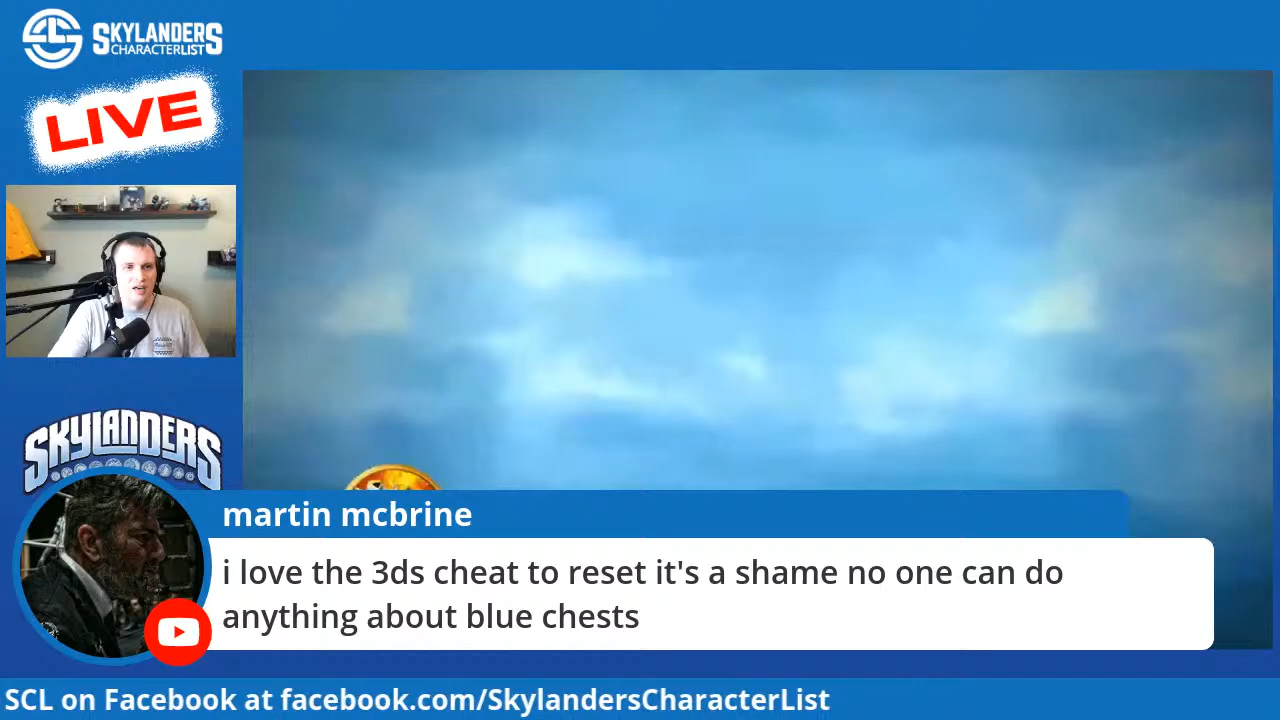 SKYLANDERS
CHARACTERLIST
LIVE
SKYLANDERS
martin mcbrine
i love the 3ds cheat to reset it's a shame no one can do
anything about blue chests
SCL on Facebook at facebook.com/SkylandersCharacterList